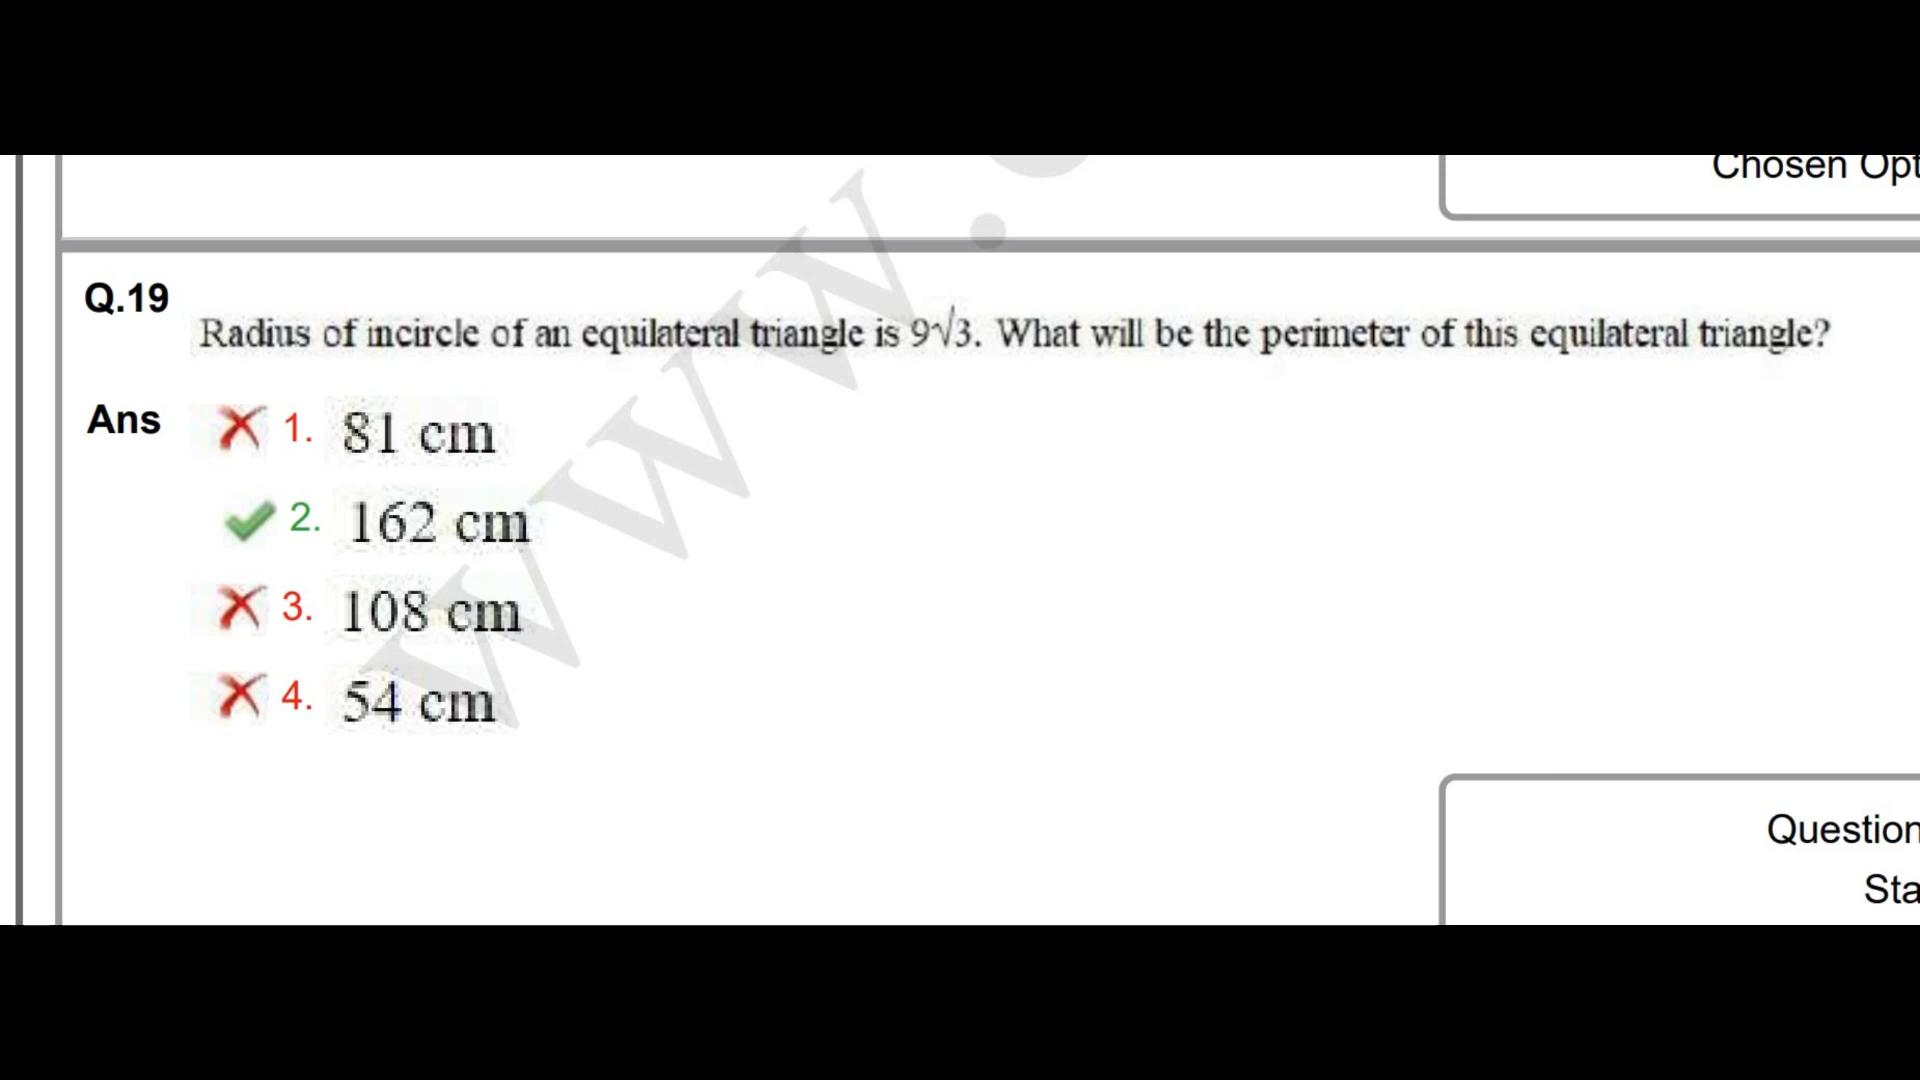 Chosen Opt
Q.19
Radius of incircle of an equilateral triangle is 9√3. What will be the perimeter of this equilateral triangle?
Ans
1. 81 cm
2. 162 cm
3. 108 cm
4. 54 cm
www.
Question
Sta